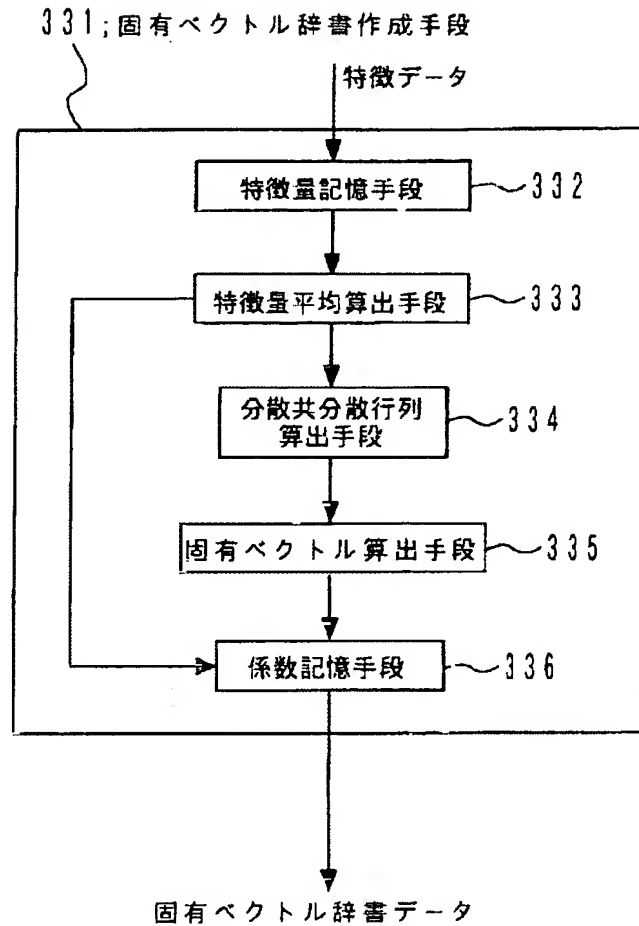 331;固有ベクトル辞書作成手段
特徴データ
特徴量記憶手段 332
特徴量平均算出手段 333
分散共分散行列
算出手段 334
固有ベクトル算出手段 335
係数記憶手段 336
固有ベクトル辞書データ